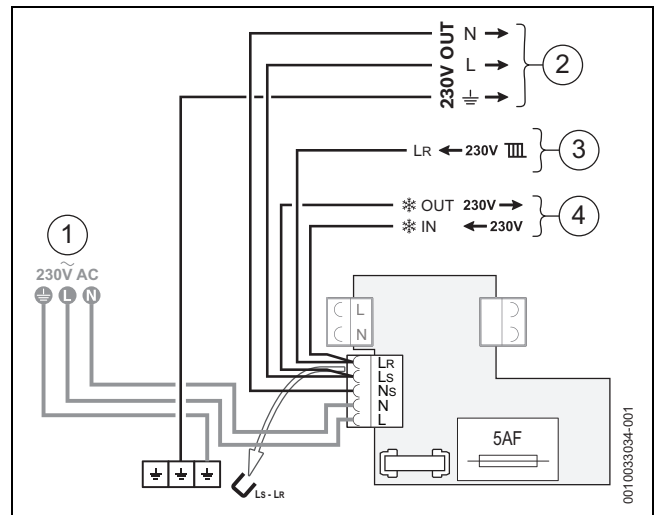 N
L
230V OUT
2
LR 230V
3
OUT 230V
IN 230V
4
1
230V AC
L N
L
N
LR
LS
NS
N
L
5AF
LS - LR
0010033034-001